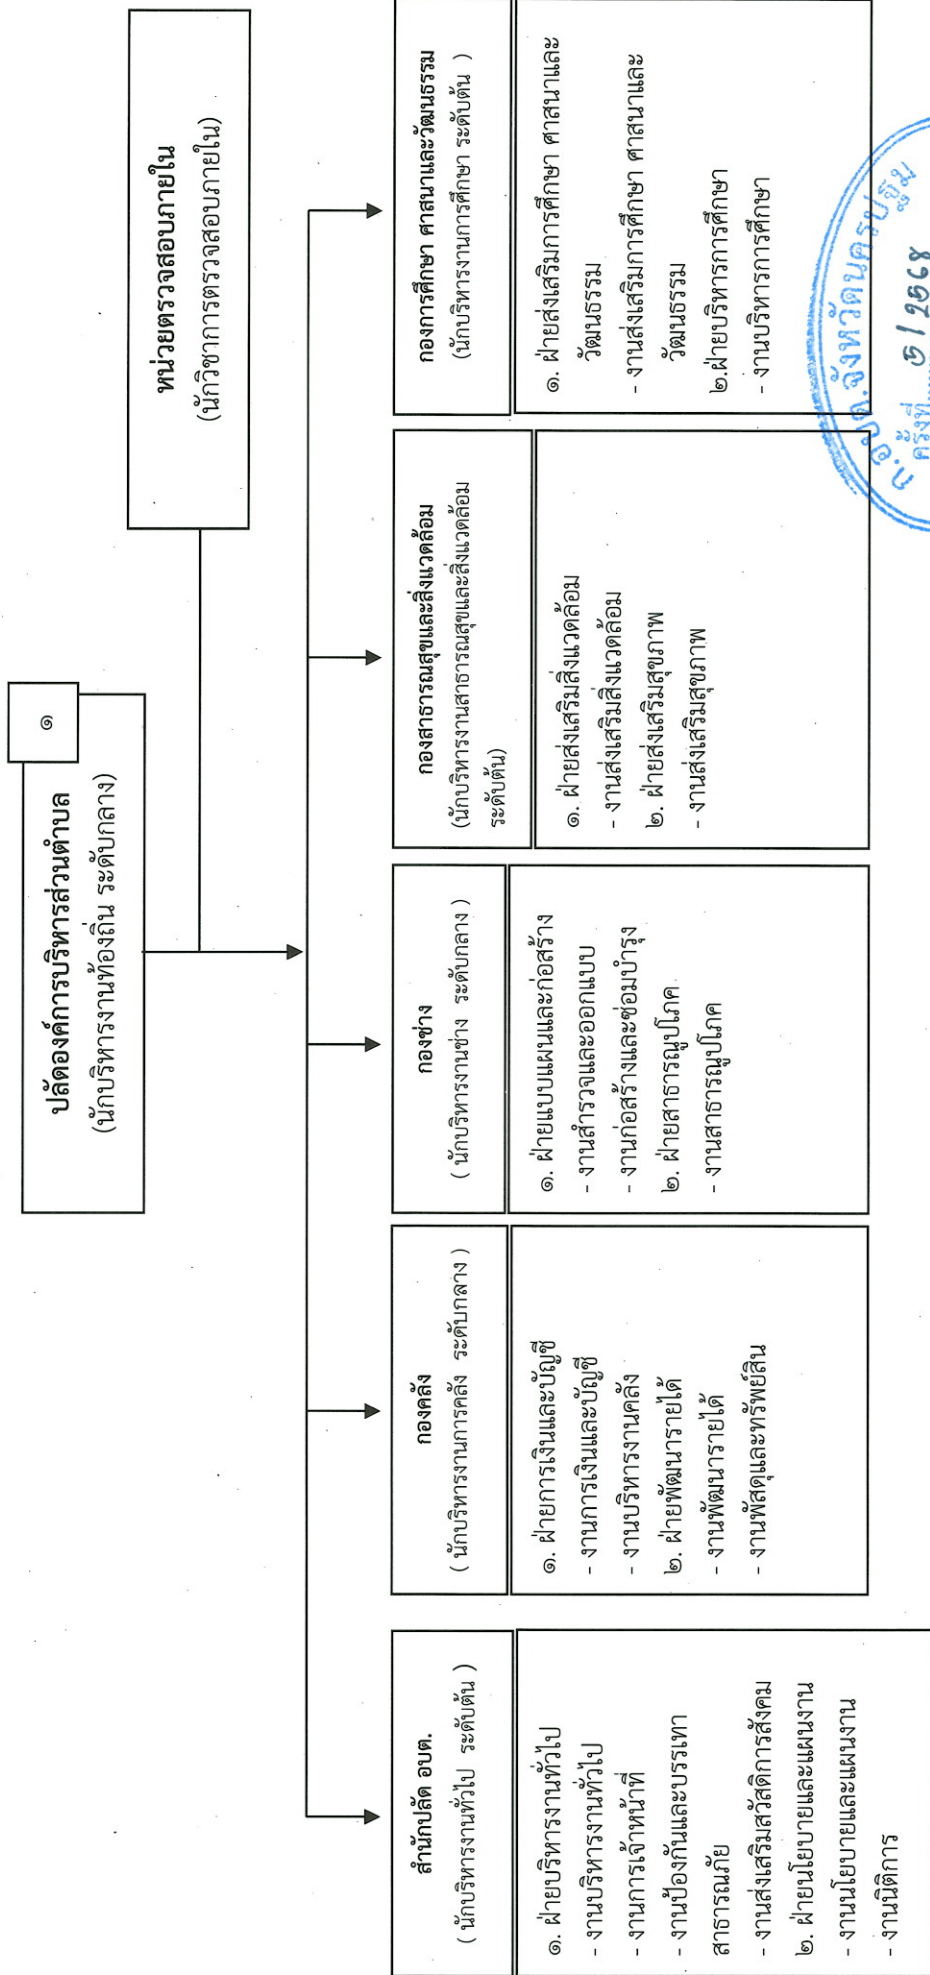 ๑
ปลัดองค์การบริหารส่วนตำบล
(นักบริหารงานท้องถิ่น ระดับกลาง)
หน่วยตรวจสอบภายใน
(นักวิชาการตรวจสอบภายใน)
สำนักปลัด อบต.
( นักบริหารงานทั่วไป ระดับต้น )
๑. ฝ่ายบริหารงานทั่วไป
- งานบริหารงานทั่วไป
- งานการเจ้าหน้าที่
- งานป้องกันและบรรเทา
สาธารณภัย
- งานส่งเสริมสวัสดิการสังคม
๒. ฝ่ายนโยบายและแผนงาน
- งานนโยบายและแผนงาน
- งานนิติการ
กองคลัง
( นักบริหารงานการคลัง ระดับกลาง )
๑. ฝ่ายการเงินและบัญชี
- งานการเงินและบัญชี
- งานบริหารงานคลัง
๒. ฝ่ายพัฒนารายได้
- งานพัฒนารายได้
- งานพัสดุและทรัพย์สิน
กองช่าง
( นักบริหารงานช่าง ระดับกลาง )
๑. ฝ่ายแบบแผนและก่อสร้าง
- งานสำรวจและออกแบบ
- งานก่อสร้างและซ่อมบำรุง
๒. ฝ่ายสาธารณูปโภค
- งานสาธารณูปโภค
กองสาธารณสุขและสิ่งแวดล้อม
(นักบริหารงานสาธารณสุขและสิ่งแวดล้อม
ระดับต้น)
๑. ฝ่ายส่งเสริมสิ่งแวดล้อม
- งานส่งเสริมสิ่งแวดล้อม
๒. ฝ่ายส่งเสริมสุขภาพ
- งานส่งเสริมสุขภาพ
กองการศึกษา ศาสนาและวัฒนธรรม
(นักบริหารงานการศึกษา ระดับต้น )
๑. ฝ่ายส่งเสริมการศึกษา ศาสนาและ
วัฒนธรรม
- งานส่งเสริมการศึกษา ศาสนาและ
วัฒนธรรม
๒.ฝ่ายบริหารการศึกษา
- งานบริหารการศึกษา
ก.อบต.จังหวัดนครปฐม
ครั้งที่ 5/2568